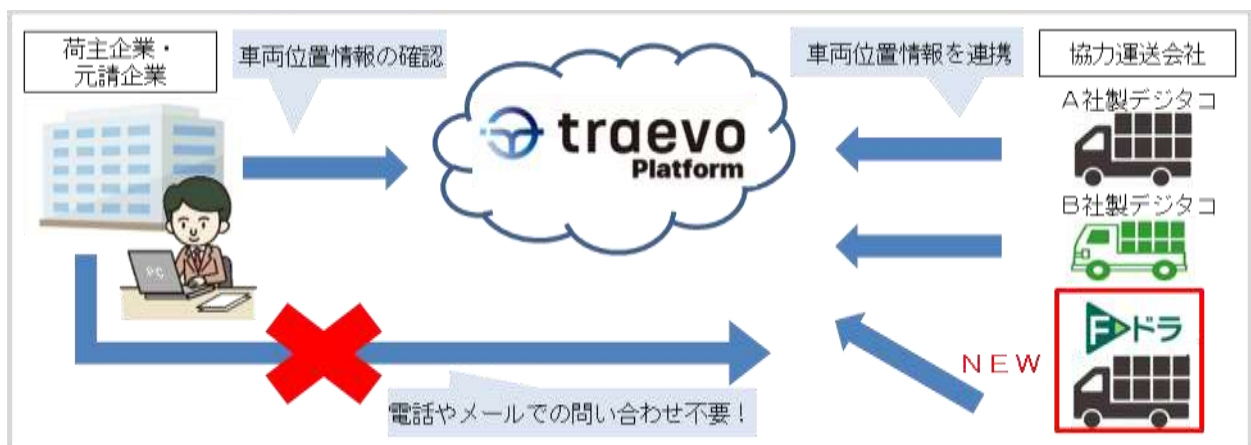 荷主企業・
元請企業
車両位置情報の確認
traevo
Platform
車両位置情報を連携
協力運送会社
A社製デジタコ
B社製デジタコ
Fドラ
NEW
PC
電話やメールでの問い合わせ不要！